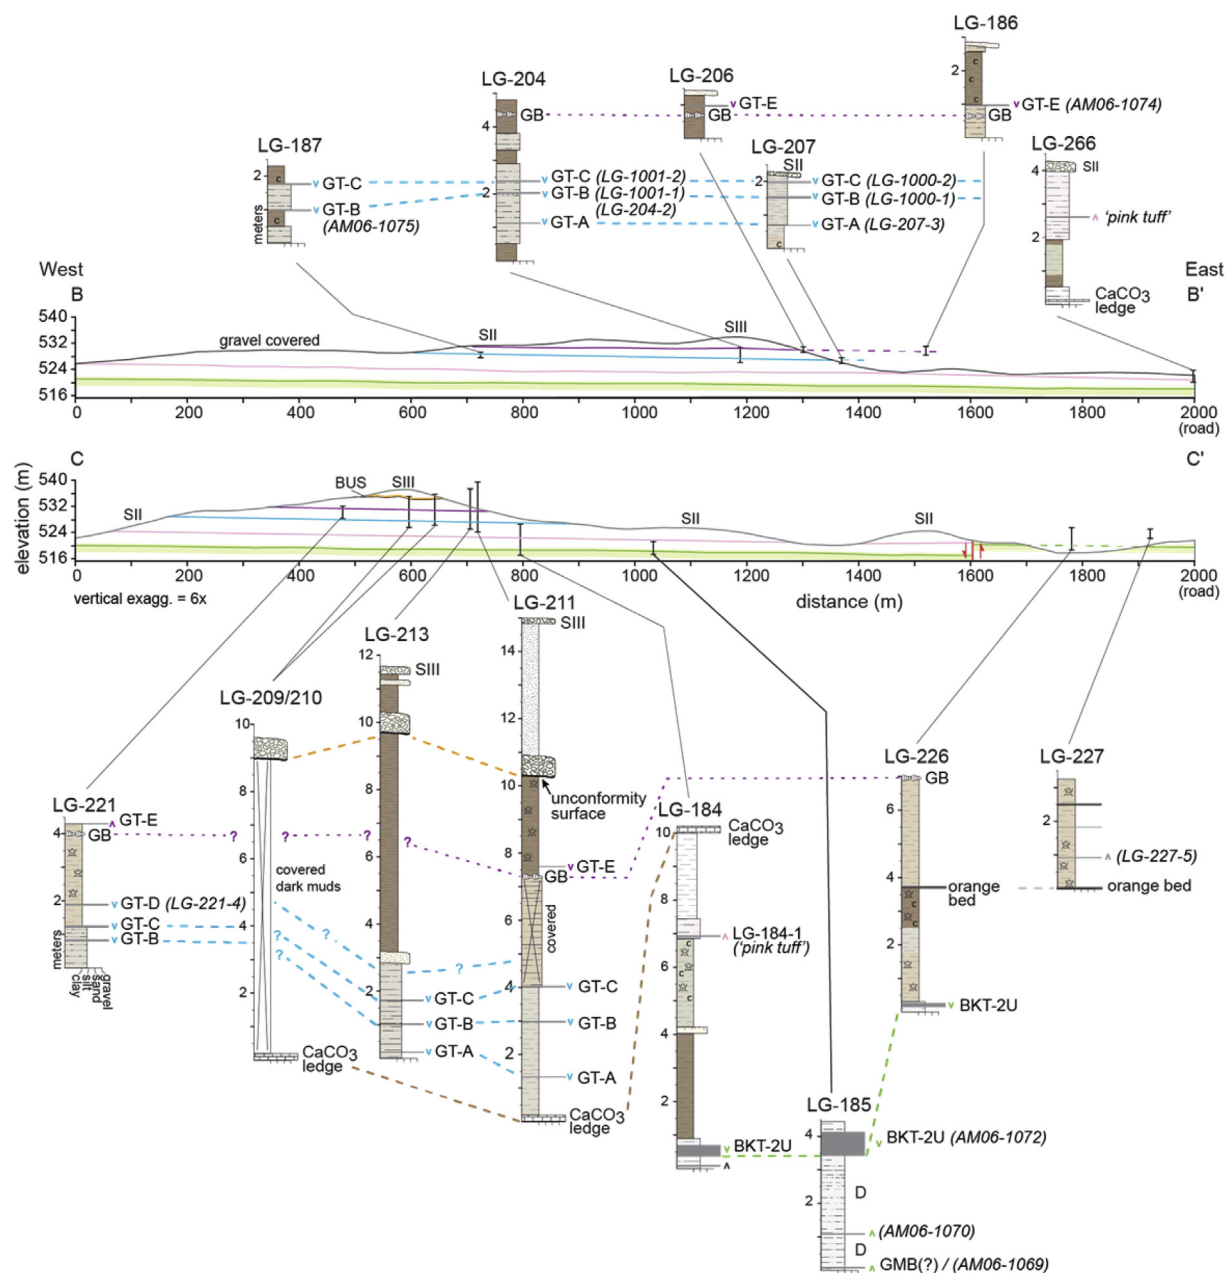 LG-186
LG-204
LG-206
2
GT-E
GT-E (AM06-1074)
GB
GB
GB
4
LG-187
LG-207
LG-266
SII
4
SII
2
GT-C
GT-C (LG-1001-2)
2
GT-C (LG-1000-2)
GT-B
2
GT-B (LG-1001-1)
GT-B (LG-1000-1)
(AM06-1075)
(LG-204-2)
'pink tuff'
meters
GT-A
GT-A (LG-207-3)
2
c
c
c
c
c
c
West
East
CaCO3
ledge
B
B'
540
532
524
516
gravel covered
SII
SIII
0
200
400
600
800
1000
1200
1400
1600
1800
2000
(road)
C
C'
elevation (m)
540
532
524
516
SII
BUS
SIII
SII
SII
0
200
400
600
800
1000
1200
1400
1600
1800
2000
(road)
vertical exagg. = 6x
distance (m)
LG-211
SIII
LG-213
12
14
SIII
LG-209/210
10
10
12
LG-226
LG-227
GB
8
10
unconformity
surface
LG-184
LG-221
GT-E
10
CaCO3
ledge
4
GB
?
?
?
?
8
GT-E
GB
2
6
6
8
covered
dark muds
covered
6
4
(LG-227-5)
orange
bed
orange bed
2
GT-D (LG-221-4)
GT-C
GT-B
4
4
?
?
?
?
6
LG-184-1
('pink tuff')
c
c
c
c
c
meters
clay
silt
sand
gravel
2
2
GT-C
GT-B
GT-A
4
GT-C
GT-B
2
GT-A
4
2
BKT-2U
CaCO3
ledge
CaCO3
ledge
2
LG-185
BKT-2U
4
BKT-2U (AM06-1072)
D
2
(AM06-1070)
D
0
GMB(?) / (AM06-1069)